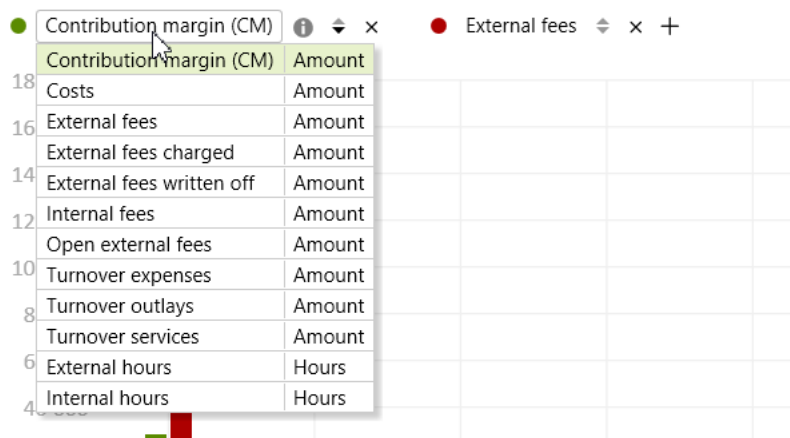 Contribution margin (CM) External fees
Contribution margin (CM) Amount
Costs Amount
External fees Amount
External fees charged Amount
External fees written off Amount
Internal fees Amount
Open external fees Amount
Turnover expenses Amount
Turnover outlays Amount
Turnover services Amount
External hours Hours
Internal hours Hours
18
16
14
12
10
8
6